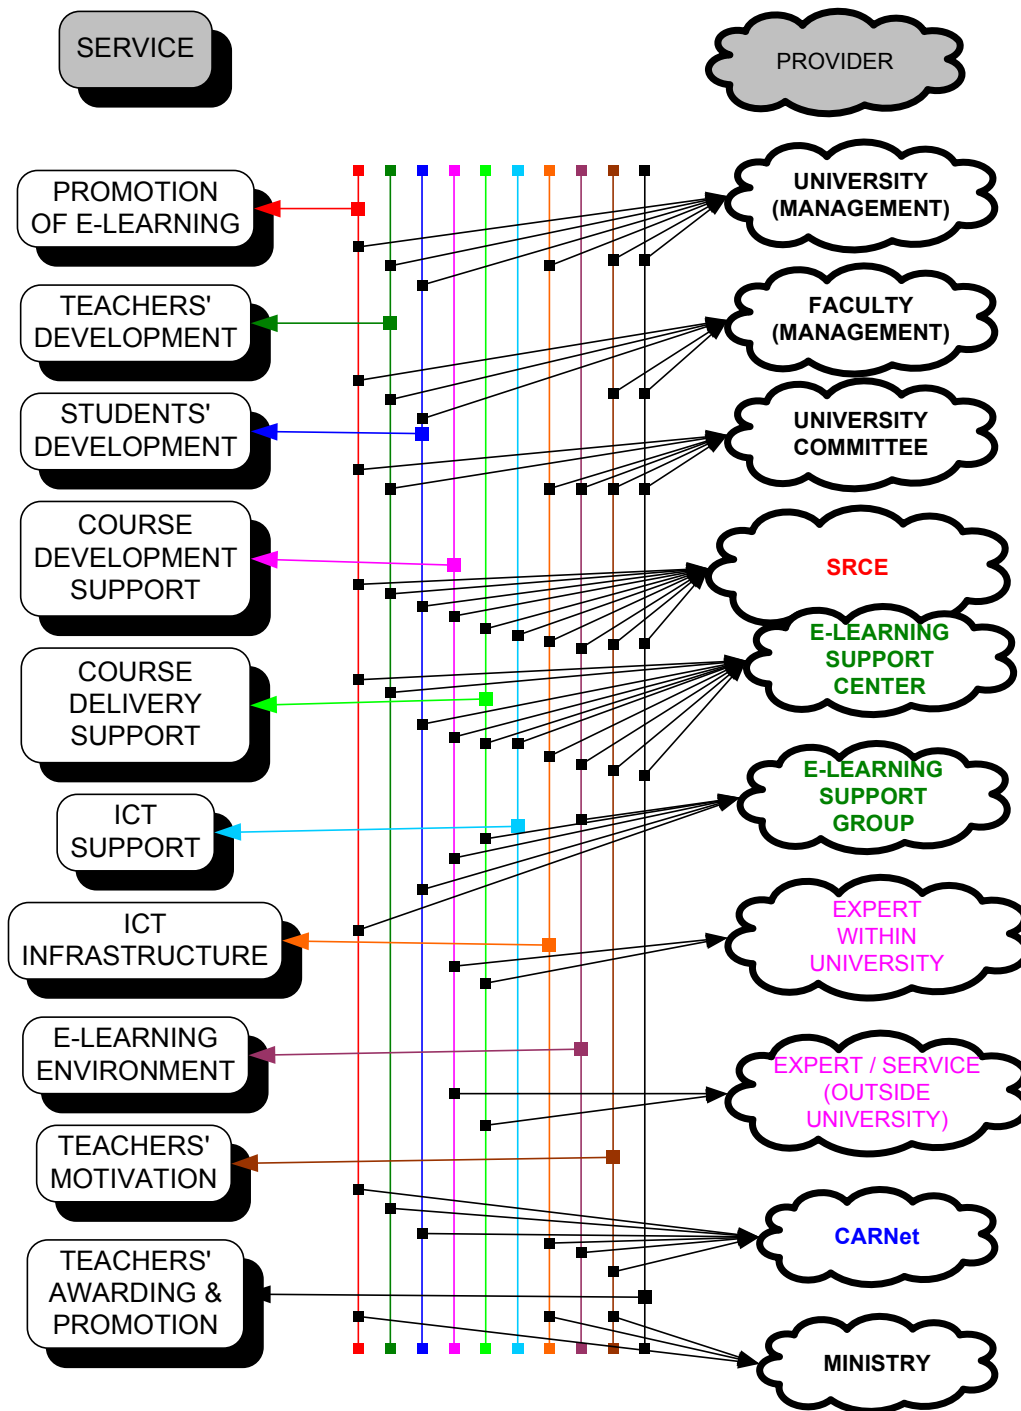 SERVICE
PROVIDER
PROMOTION
OF E-LEARNING
TEACHERS'
DEVELOPMENT
STUDENTS'
DEVELOPMENT
COURSE
DEVELOPMENT
SUPPORT
COURSE
DELIVERY
SUPPORT
ICT
SUPPORT
ICT
INFRASTRUCTURE
E-LEARNING
ENVIRONMENT
TEACHERS'
MOTIVATION
TEACHERS'
AWARDING &
PROMOTION
UNIVERSITY
(MANAGEMENT)
FACULTY
(MANAGEMENT)
UNIVERSITY
COMMITTEE
SRCE
E-LEARNING
SUPPORT
CENTER
E-LEARNING
SUPPORT
GROUP
EXPERT
WITHIN
UNIVERSITY
EXPERT / SERVICE
(OUTSIDE
UNIVERSITY)
CARNet
MINISTRY